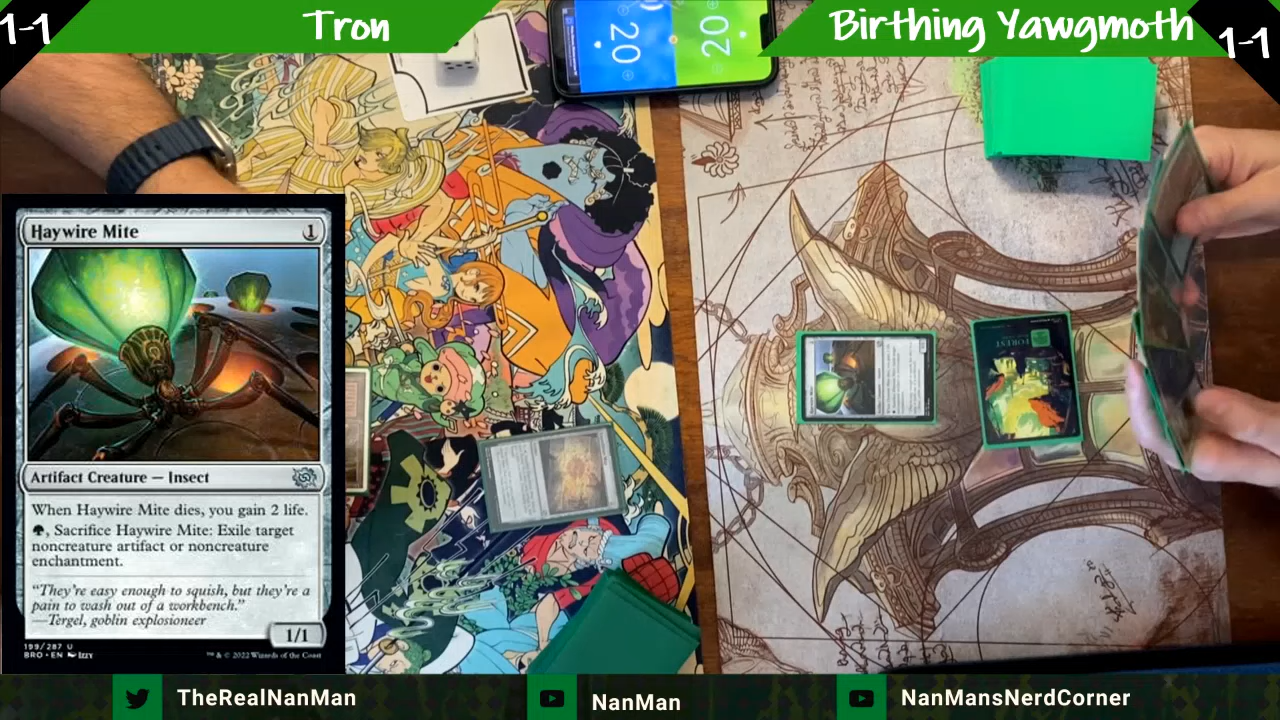 1-1
Tron
Birthing Yawgmoth
1-1
20
20
Haywire Mite 1
Artifact Creature — Insect
When Haywire Mite dies, you gain 2 life.
, Sacrifice Haywire Mite: Exile target
noncreature artifact or noncreature
enchantment.
"They're easy enough to squish, but they're a
pain to wash out of a workbench."
—Tergel, goblin explosioneer
1/1
199/287 U
BRO • EN Izzy
™ & © 2022 Wizards of the Coast
FOREST
TheRealNanMan
NanMan
NanMansNerdCorner